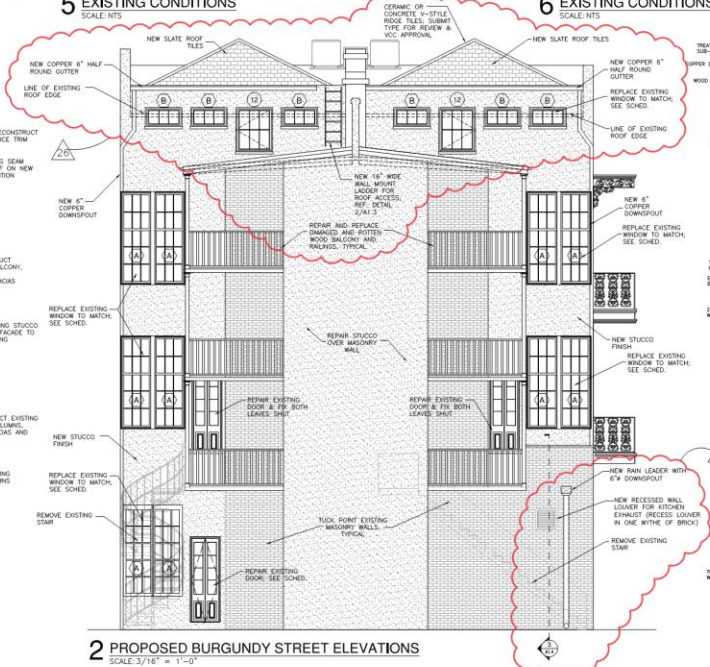 5 EXISTING CONDITIONS
SCALE: NTS
6 EXISTING CONDITIONS
SCALE: NTS
CERAMIC OR
CONCRETE V-STYLE
RIDGE TILES; SUBMIT
TYPE FOR REVIEW &
VCC APPROVAL
NEW SLATE ROOF
TILES
NEW SLATE ROOF TILES
NEW COPPER 6" HALF
ROUND GUTTER
NEW COPPER 6"
HALF ROUND
GUTTER
LINE OF EXISTING
ROOF EDGE
REPLACE EXISTING
WINDOW TO MATCH;
SEE SCHED.
LINE OF EXISTING
ROOF EDGE
B
B
12
B
B
12
B
B
26
NEW 16" WIDE
WALL MOUNT
LADDER FOR
ROOF ACCESS;
REF: DETAIL
2/A1.3
NEW 6"
COPPER
DOWNSPOUT
NEW 6"
COPPER
DOWNSPOUT
REPLACE EXISTING
WINDOW TO MATCH;
SEE SCHED.
REPAIR AND REPLACE
DAMAGED AND ROTTEN
WOOD BALCONY AND
RAILINGS, TYPICAL
A
A
A
A
REPLACE EXISTING
WINDOW TO MATCH;
SEE SCHED.
REPAIR STUCCO
OVER MASONRY
WALL
NEW STUCCO
FINISH
REPLACE EXISTING
WINDOW TO MATCH;
SEE SCHED.
A
A
A
A
REPAIR EXISTING
DOOR & FIX BOTH
LEAVES SHUT
REPAIR EXISTING
DOOR & FIX BOTH
LEAVES SHUT
NEW STUCCO
FINISH
REPLACE EXISTING
WINDOW TO MATCH;
SEE SCHED.
NEW RAIN LEADER WITH
6"Ø DOWNSPOUT
NEW RECESSED WALL
LOUVER FOR KITCHEN
EXHAUST (RECESS LOUVER
IN ONE WYTHE OF BRICK)
REMOVE EXISTING
STAIR
REMOVE EXISTING
STAIR
TUCK POINT EXISTING
MASONRY WALLS,
TYPICAL
A
A
REPAIR EXISTING
DOOR; SEE SCHED.
2 PROPOSED BURGUNDY STREET ELEVATIONS
SCALE: 3/16" = 1'-0"